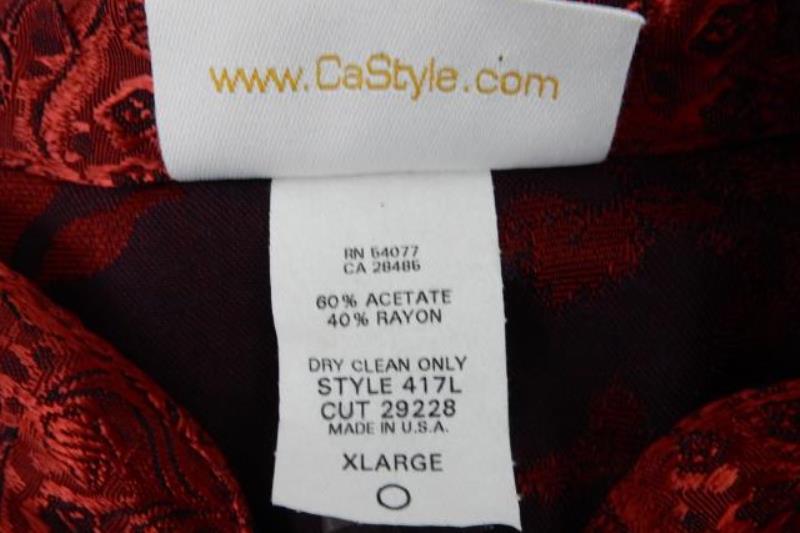 www.CaStyle.com
RN 54077
CA 28486
60% ACETATE
40% RAYON
DRY CLEAN ONLY
STYLE 417L
CUT 29228
MADE IN U.S.A.
XLARGE